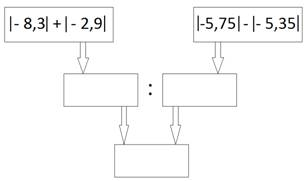 |- 8,3| + |- 2,9| |-5,75| - |- 5,35|
: